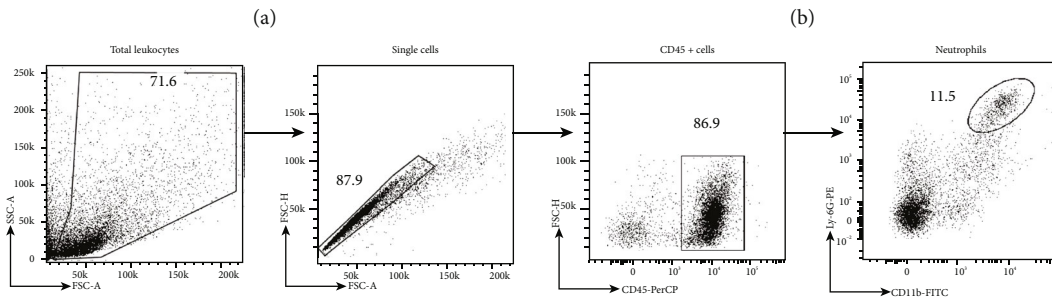 (a)
(b)
Total leukocytes
250k
200k
150k
100k
50k
0
SSC-A
71.6
50k 100k 150k 200k
FSC-A
Single cells
150k
100k
50k
FSC-H
87.9
50k 100k 150k 200k
FSC-A
CD45 + cells
150k
100k
50k
FSC-H
86.9
0 10³ 10⁴ 10⁵
CD45-PerCP
Neutrophils
10⁵
10⁴
10³
10²
0
10⁻²
Ly-6G-PE
11.5
0 10³ 10⁴
CD11b-FITC